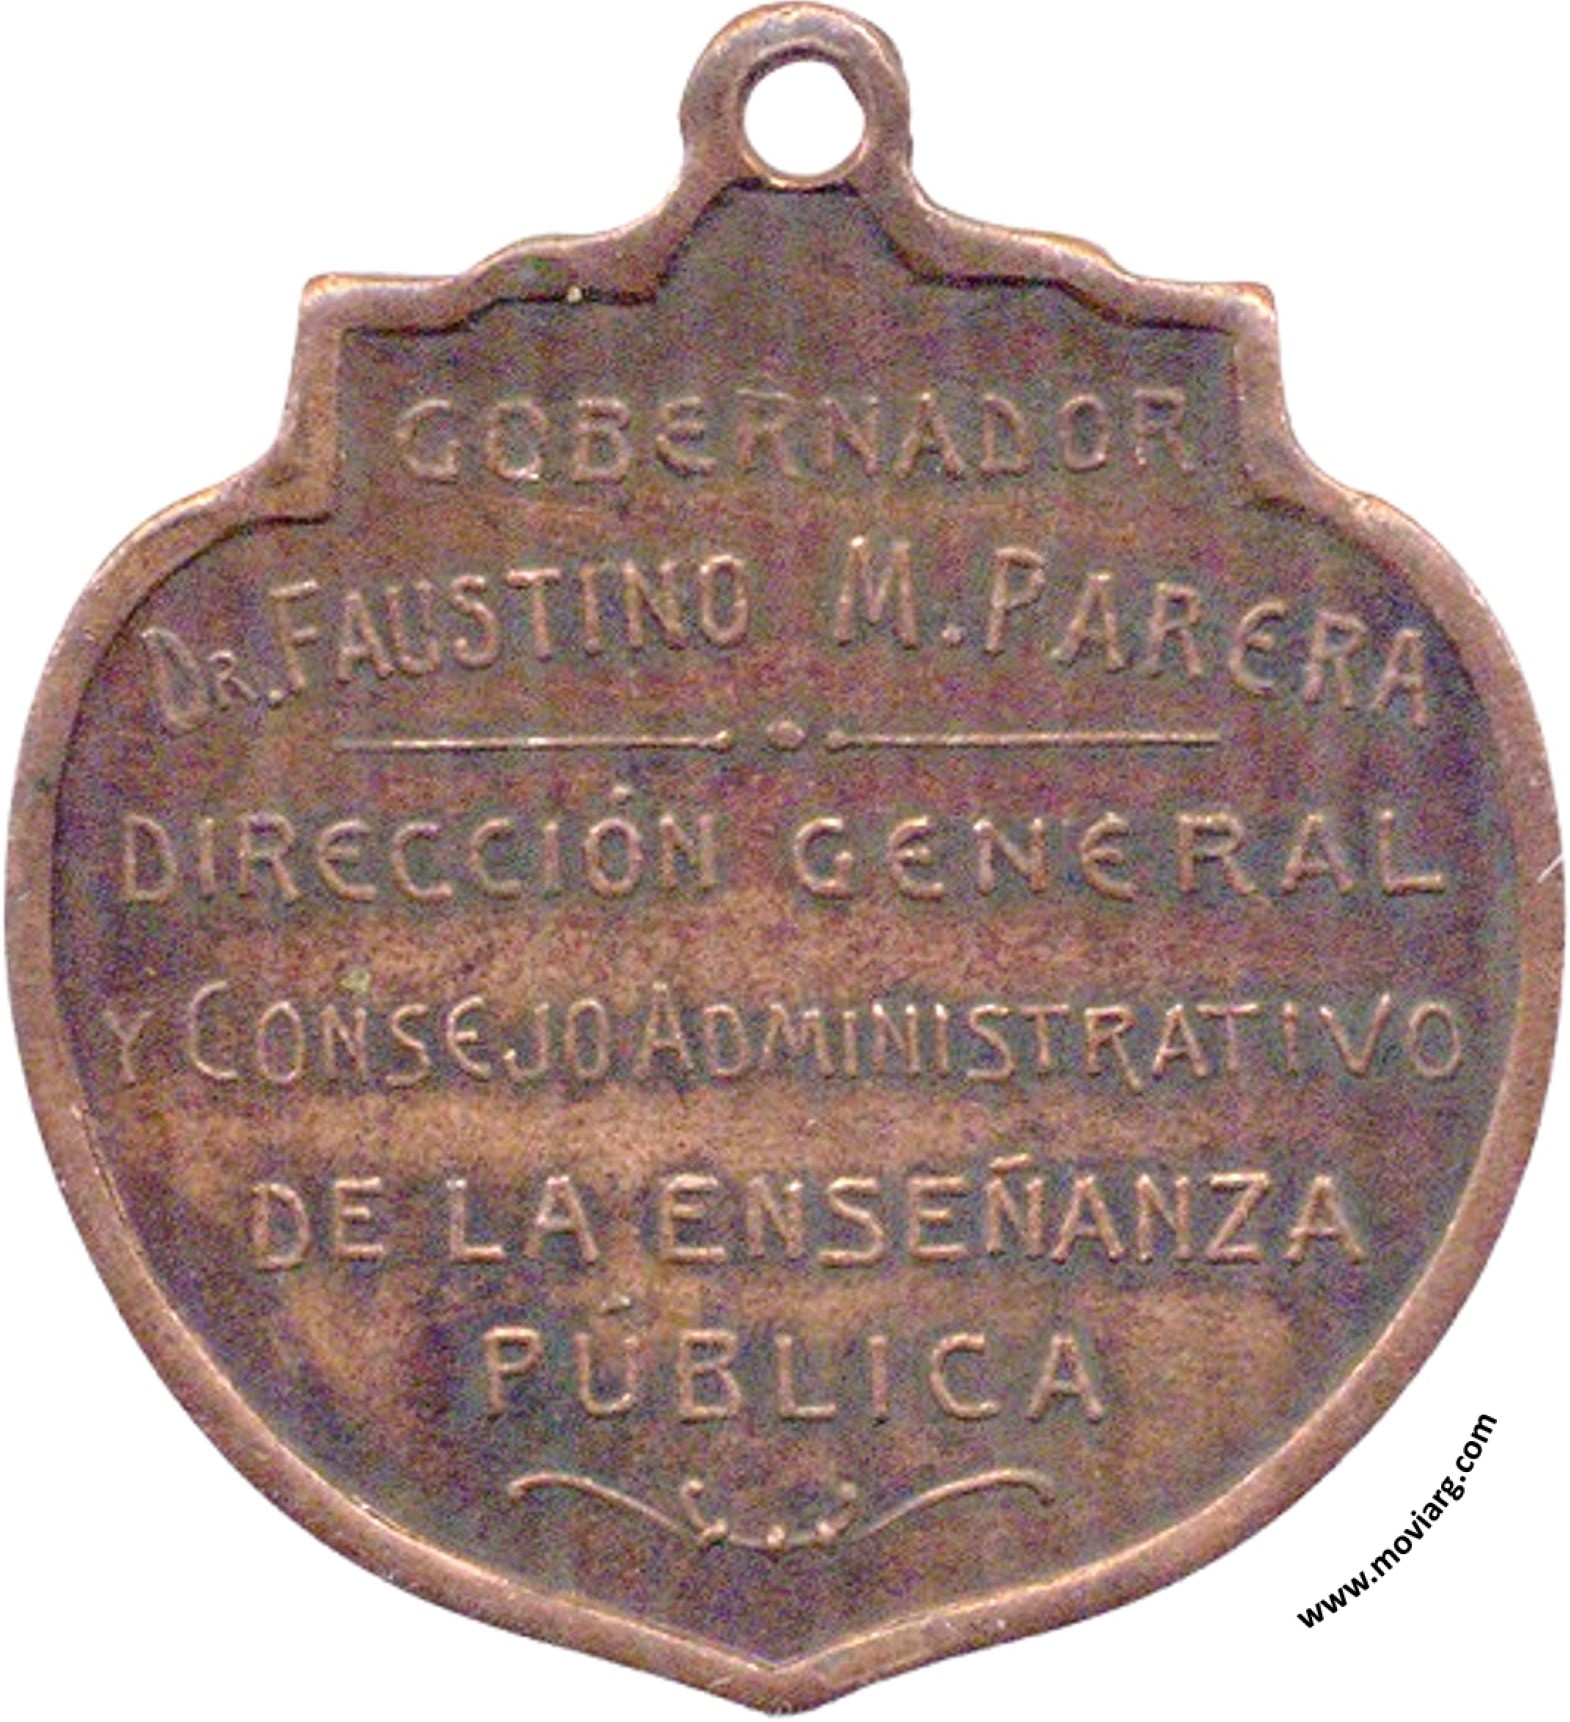 GOBERNADOR
DR. FAUSTINO M. PARERA
DIRECCIÓN GENERAL
Y CONSEJO ADMINISTRATIVO
DE LA ENSEÑANZA
PÚBLICA
www.moviarg.com